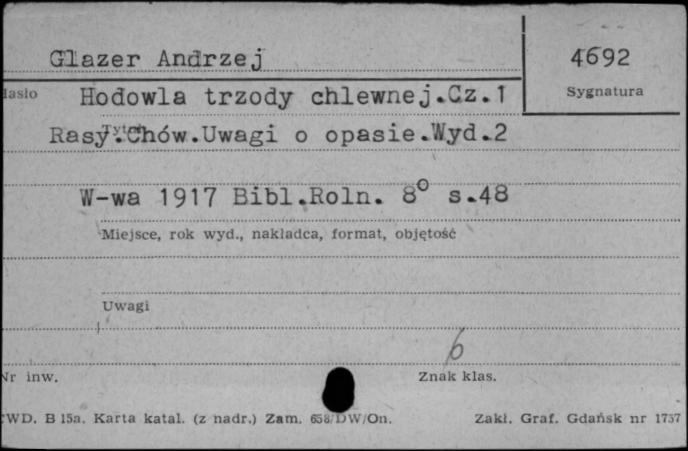 Glazer Andrzej
4692
Hasło
Sygnatura
Hodowla trzody chlewnej.Cz.1
Tytuł
Rasy.Chów.Uwagi o opasie.Wyd.2
W-wa 1917 Bibl.Roln. 8° s.48
Miejsce, rok wyd., nakładca, format, objętość
Uwagi
6
Nr inw.
Znak klas.
CWD. B 15a. Karta katal. (z nadr.) Zam. 658/DW/On.
Zakł. Graf. Gdańsk nr 1737